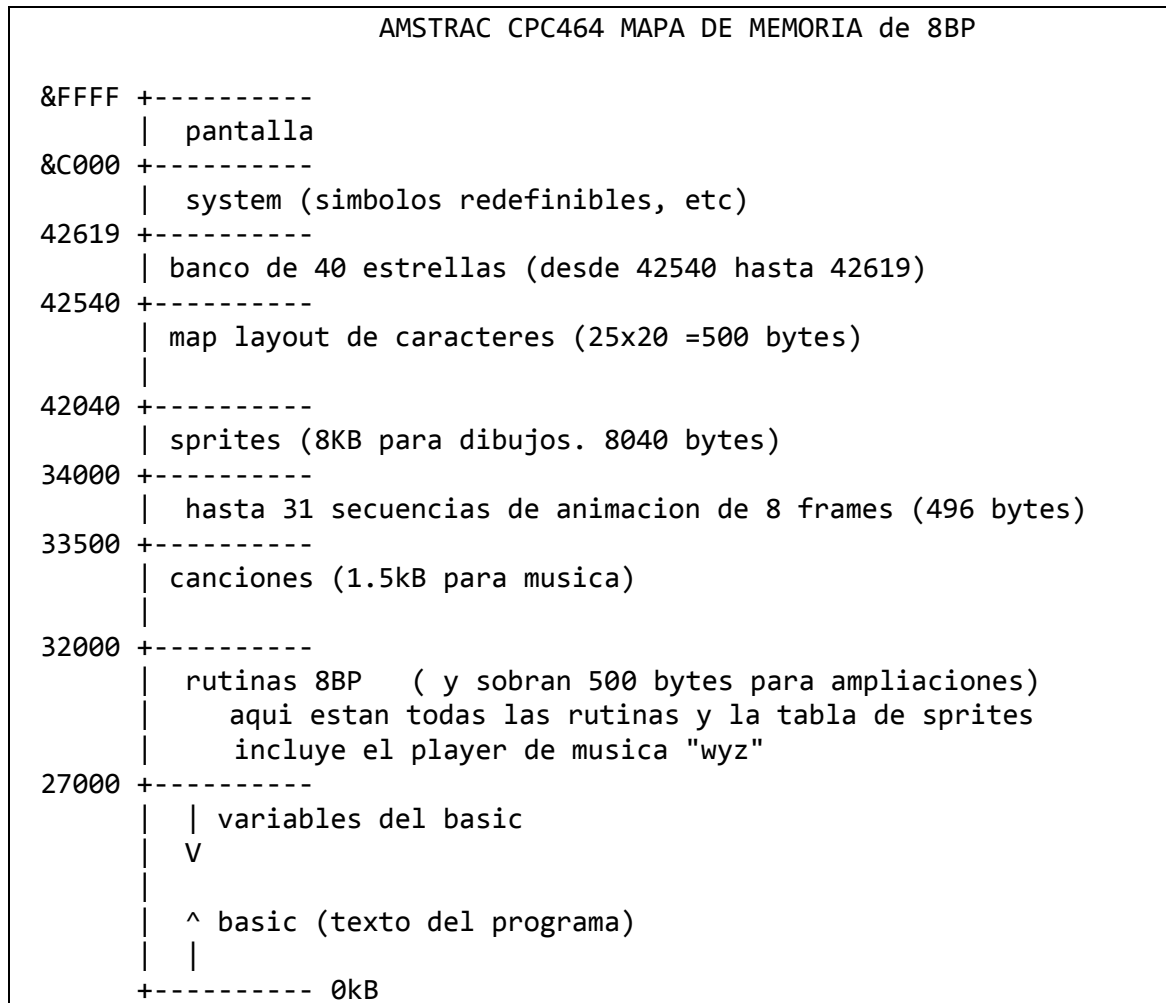 AMSTRAC CPC464 MAPA DE MEMORIA de 8BP
&FFFF +----------
| pantalla
&C000 +----------
| system (simbolos redefinibles, etc)
42619 +----------
| banco de 40 estrellas (desde 42540 hasta 42619)
42540 +----------
| map layout de caracteres (25x20 =500 bytes)
|
42040 +----------
| sprites (8KB para dibujos. 8040 bytes)
34000 +----------
| hasta 31 secuencias de animacion de 8 frames (496 bytes)
33500 +----------
| canciones (1.5kB para musica)
|
32000 +----------
| rutinas 8BP ( y sobran 500 bytes para ampliaciones)
| aqui estan todas las rutinas y la tabla de sprites
| incluye el player de musica "wyz"
27000 +----------
| | variables del basic
| V
|
| ^ basic (texto del programa)
| |
+---------- 0kB